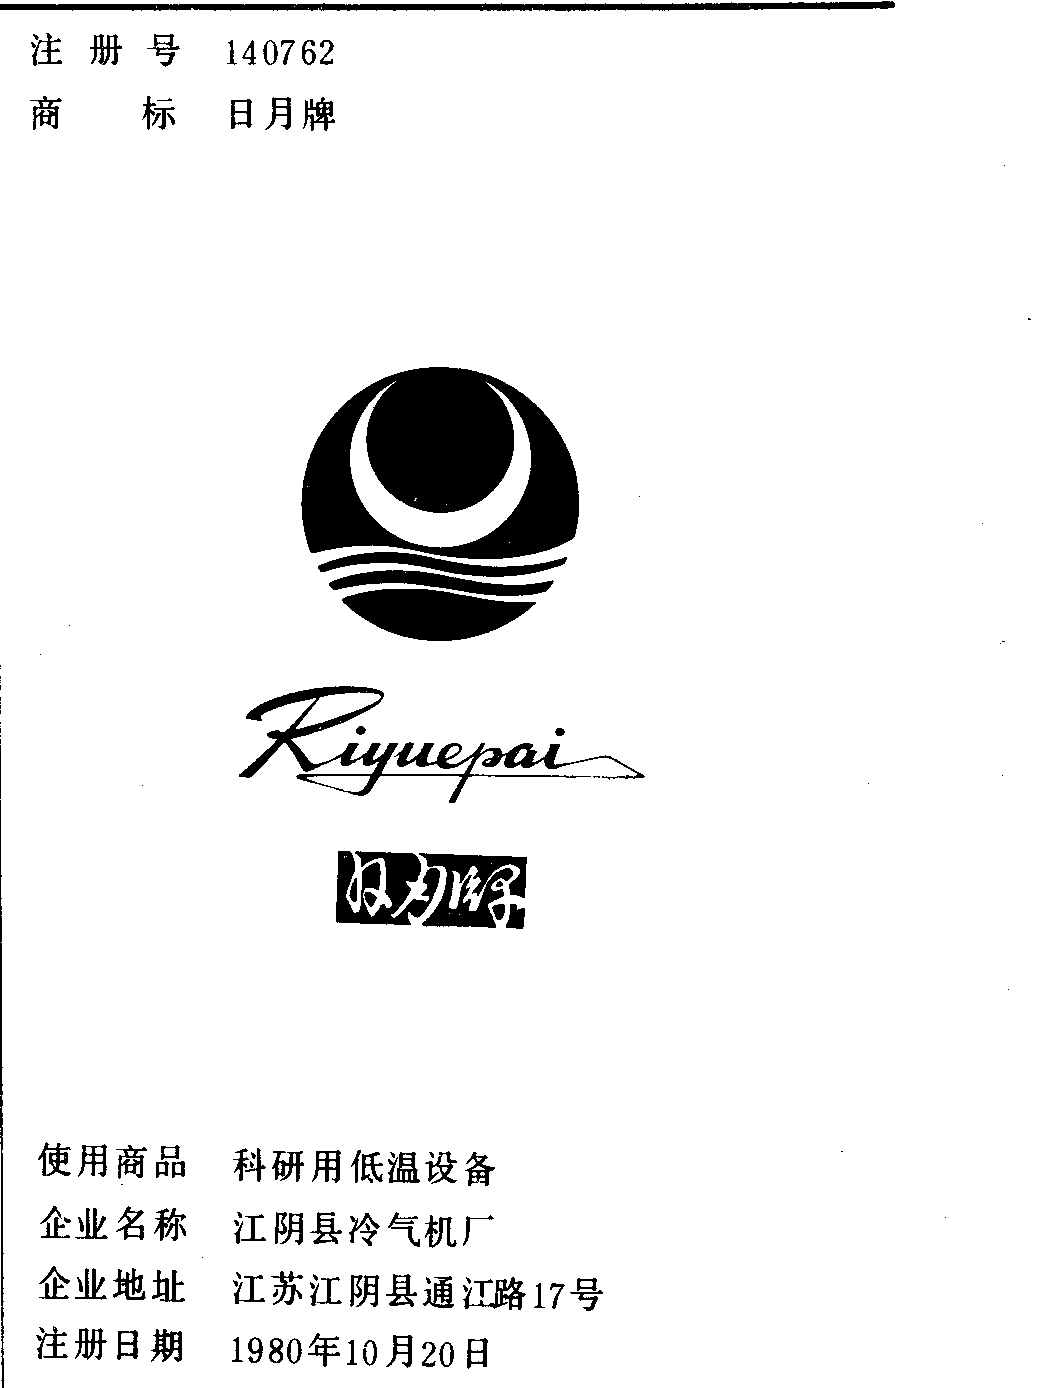 注册号 140762
商标 日月牌
Riyuepai
日月牌
使用商品 科研用低温设备
企业名称 江阴县冷气机厂
企业地址 江苏江阴县通江路17号
注册日期 1980年10月20日